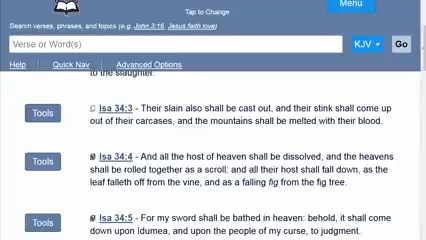 Tap to Change
Menu
Search verses, phrases, and topics (e.g. John 3:16, Jesus faith love)
Verse or Word(s)
KJV
Go
Help | Quick Nav | Advanced Options
to the slaughter.
Tools
Isa 34:3 - Their slain also shall be cast out, and their stink shall come up
out of their carcases, and the mountains shall be melted with their blood.
Tools
Isa 34:4 - And all the host of heaven shall be dissolved, and the heavens
shall be rolled together as a scroll: and all their host shall fall down, as the
leaf falleth off from the vine, and as a falling fig from the fig tree.
Tools
Isa 34:5 - For my sword shall be bathed in heaven: behold, it shall come
down upon Idumea, and upon the people of my curse, to judgment.